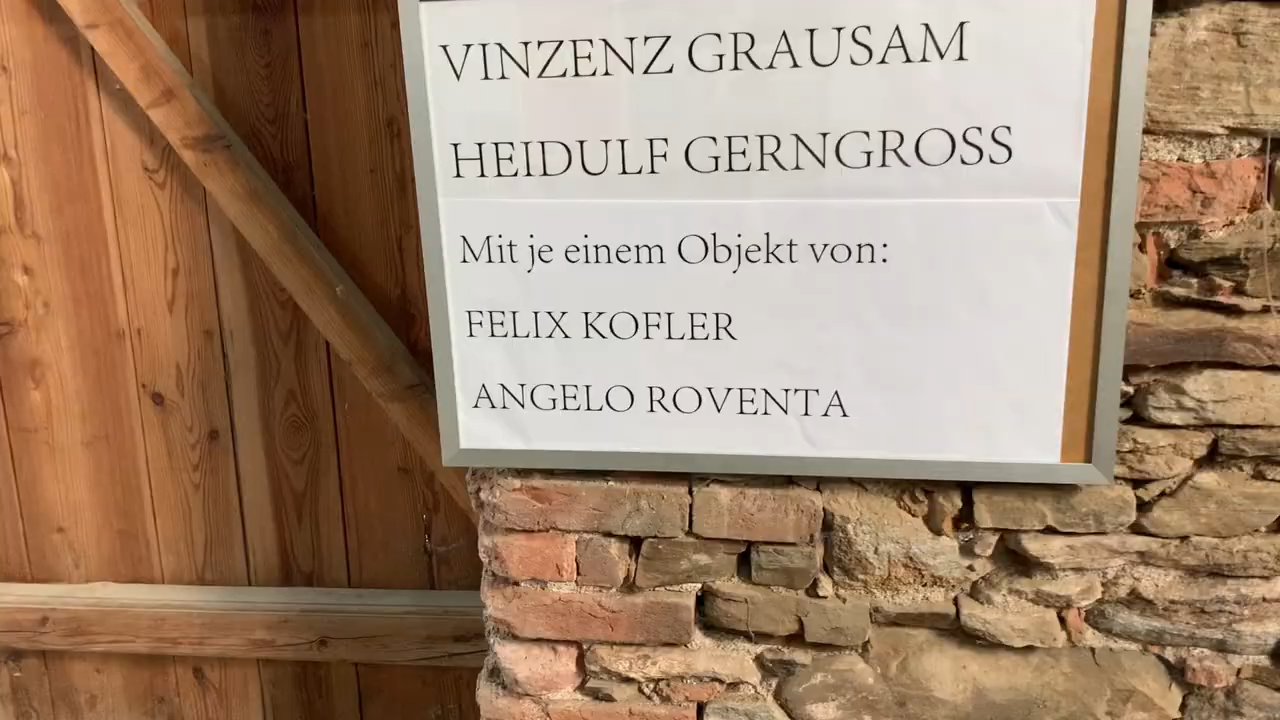 VINZENZ GRAUSAM
HEIDULF GERNGROSS
Mit je einem Objekt von:
FELIX KOFLER
ANGELO ROVENTA